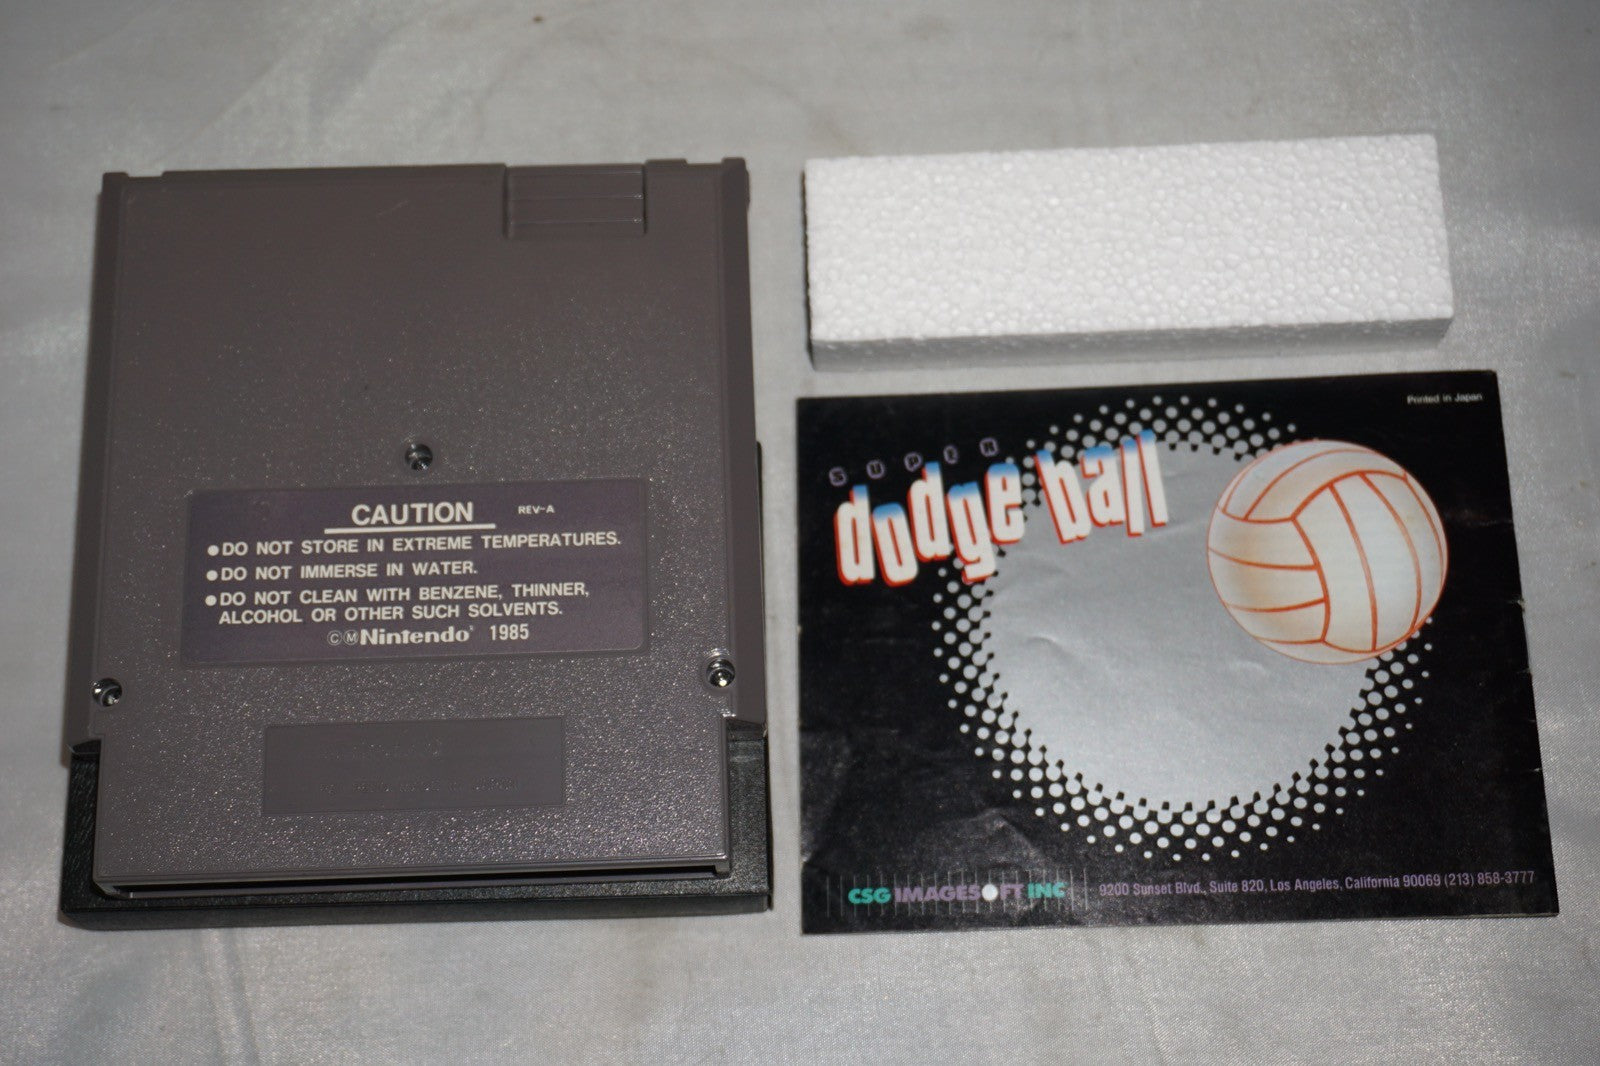 CAUTION REV-A
●DO NOT STORE IN EXTREME TEMPERATURES.
●DO NOT IMMERSE IN WATER.
●DO NOT CLEAN WITH BENZENE, THINNER,
ALCOHOL OR OTHER SUCH SOLVENTS.
©ⓂNintendo® 1985
Printed in Japan
SUPER
dodge ball
CSG IMAGESOFT INC 9200 Sunset Blvd., Suite 820, Los Angeles, California 90069 (213) 858-3777